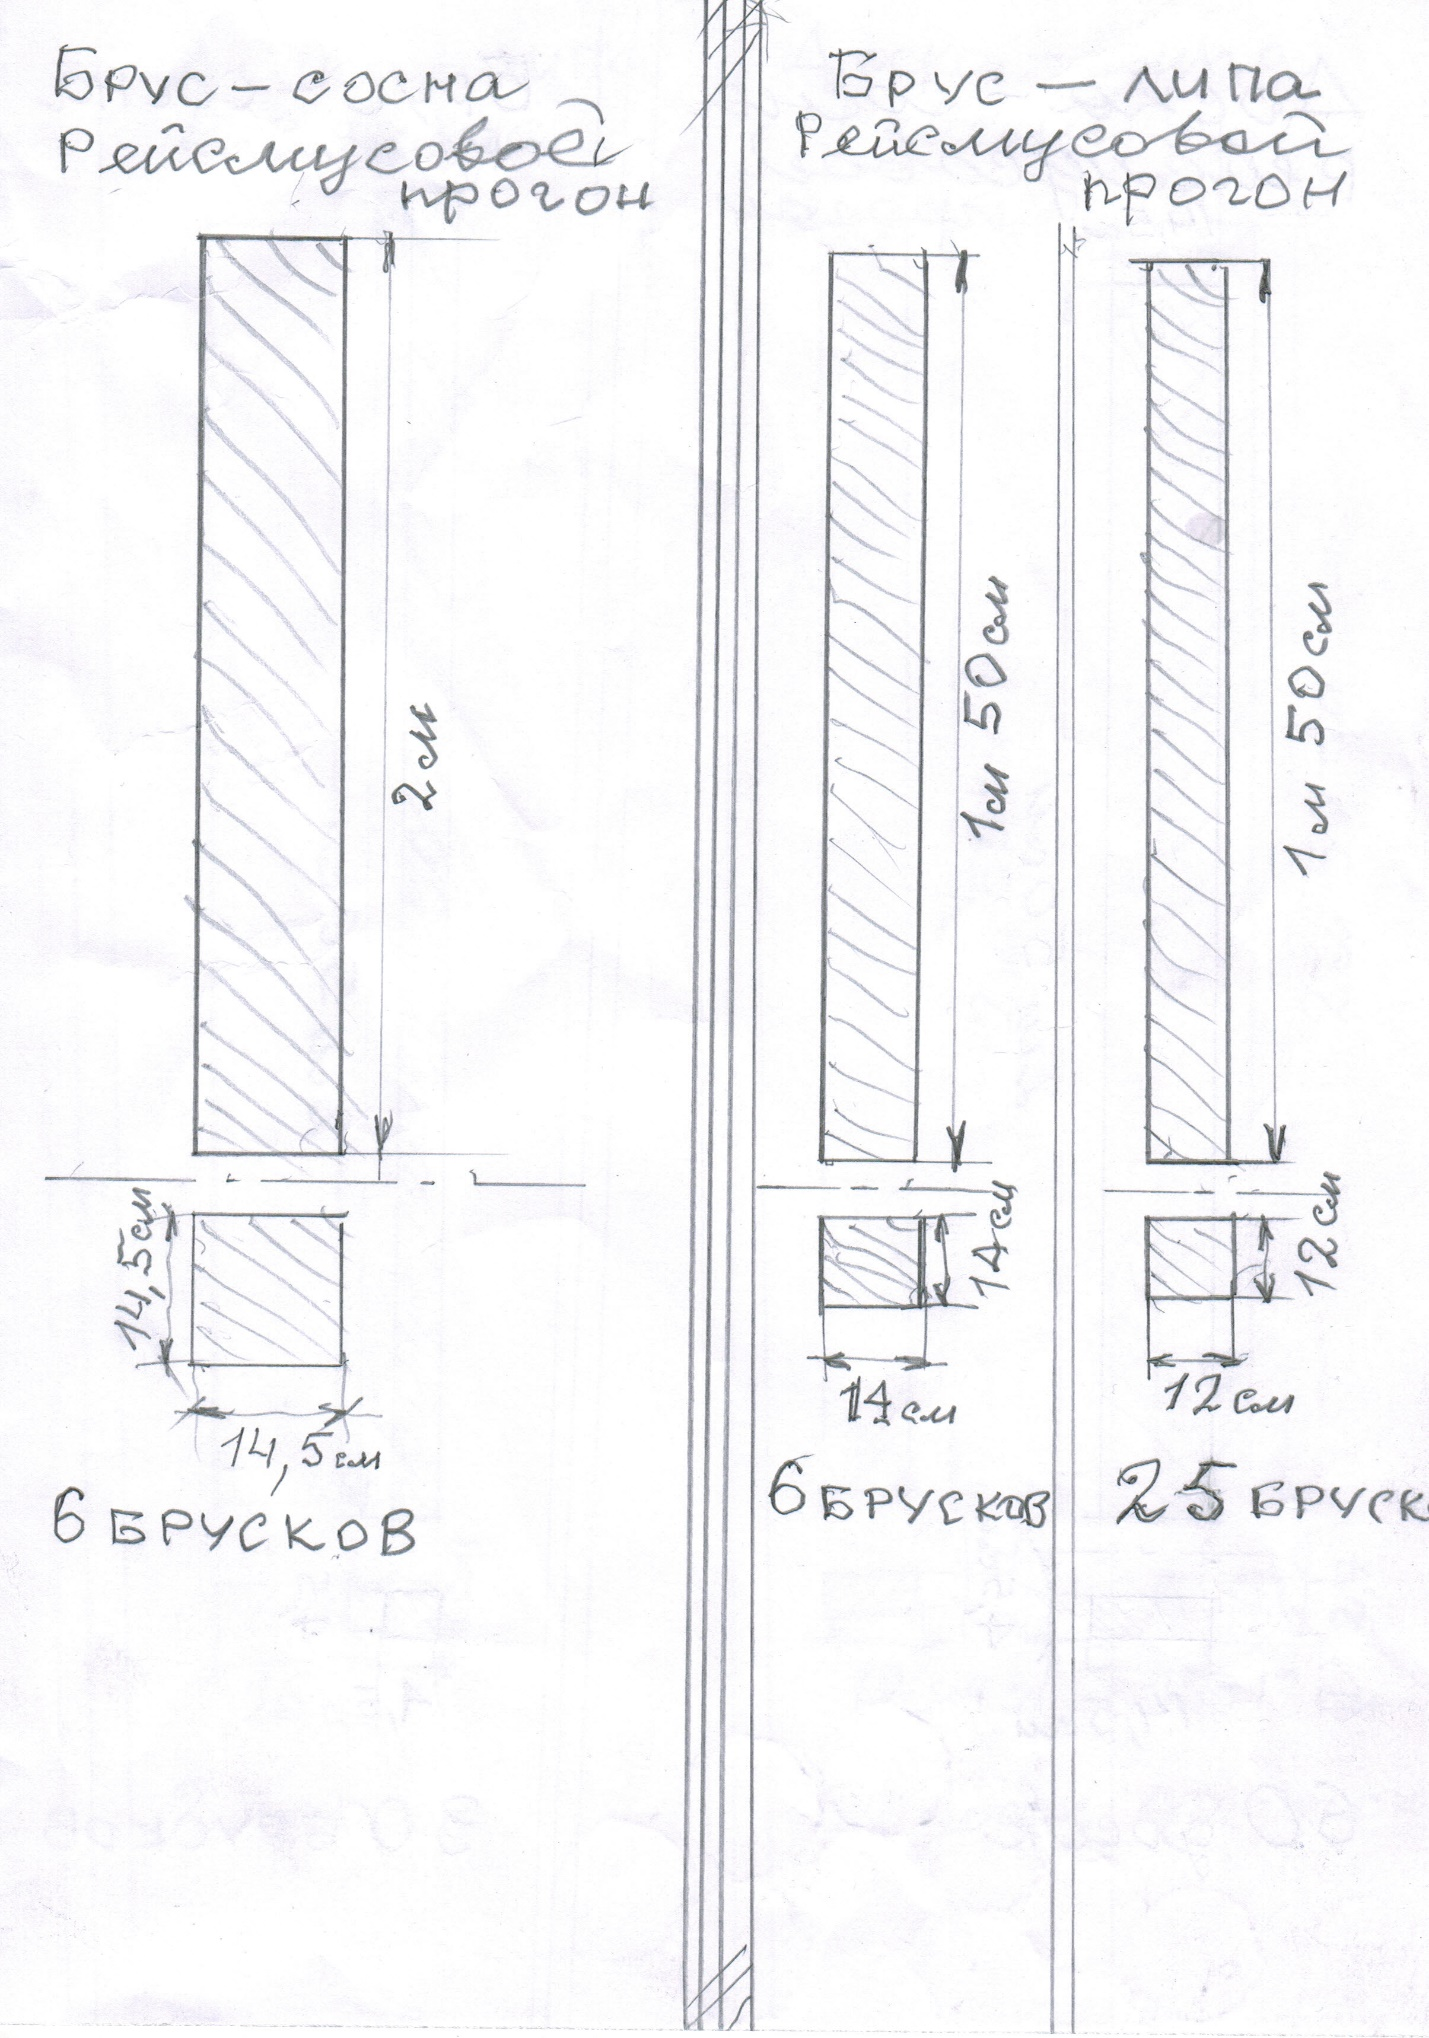 Брус – сосна
Рейсмусовой
прогон
2м
14,5см
14,5см
6 БРУСКОВ
Брус – липа
Рейсмусовой
прогон
1м 50см
14см
14см
6 БРУСКОВ
1м 50см
12см
12см
25 БРУСК